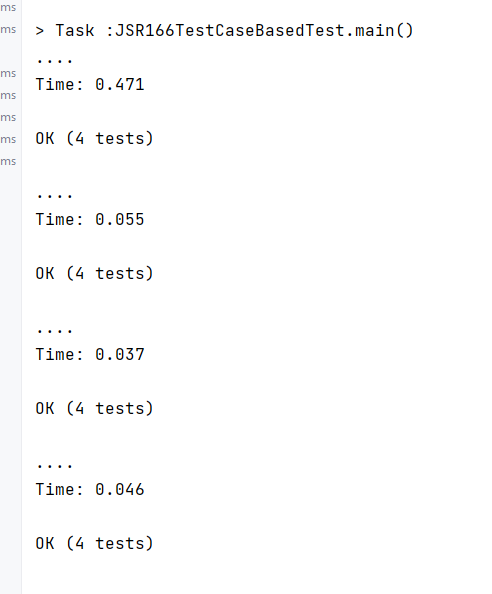 ms
ms
ms
ms
ms
ms
ms
> Task :JSR166TestCaseBasedTest.main()
....
Time: 0.471
OK (4 tests)
....
Time: 0.055
OK (4 tests)
....
Time: 0.037
OK (4 tests)
....
Time: 0.046
OK (4 tests)